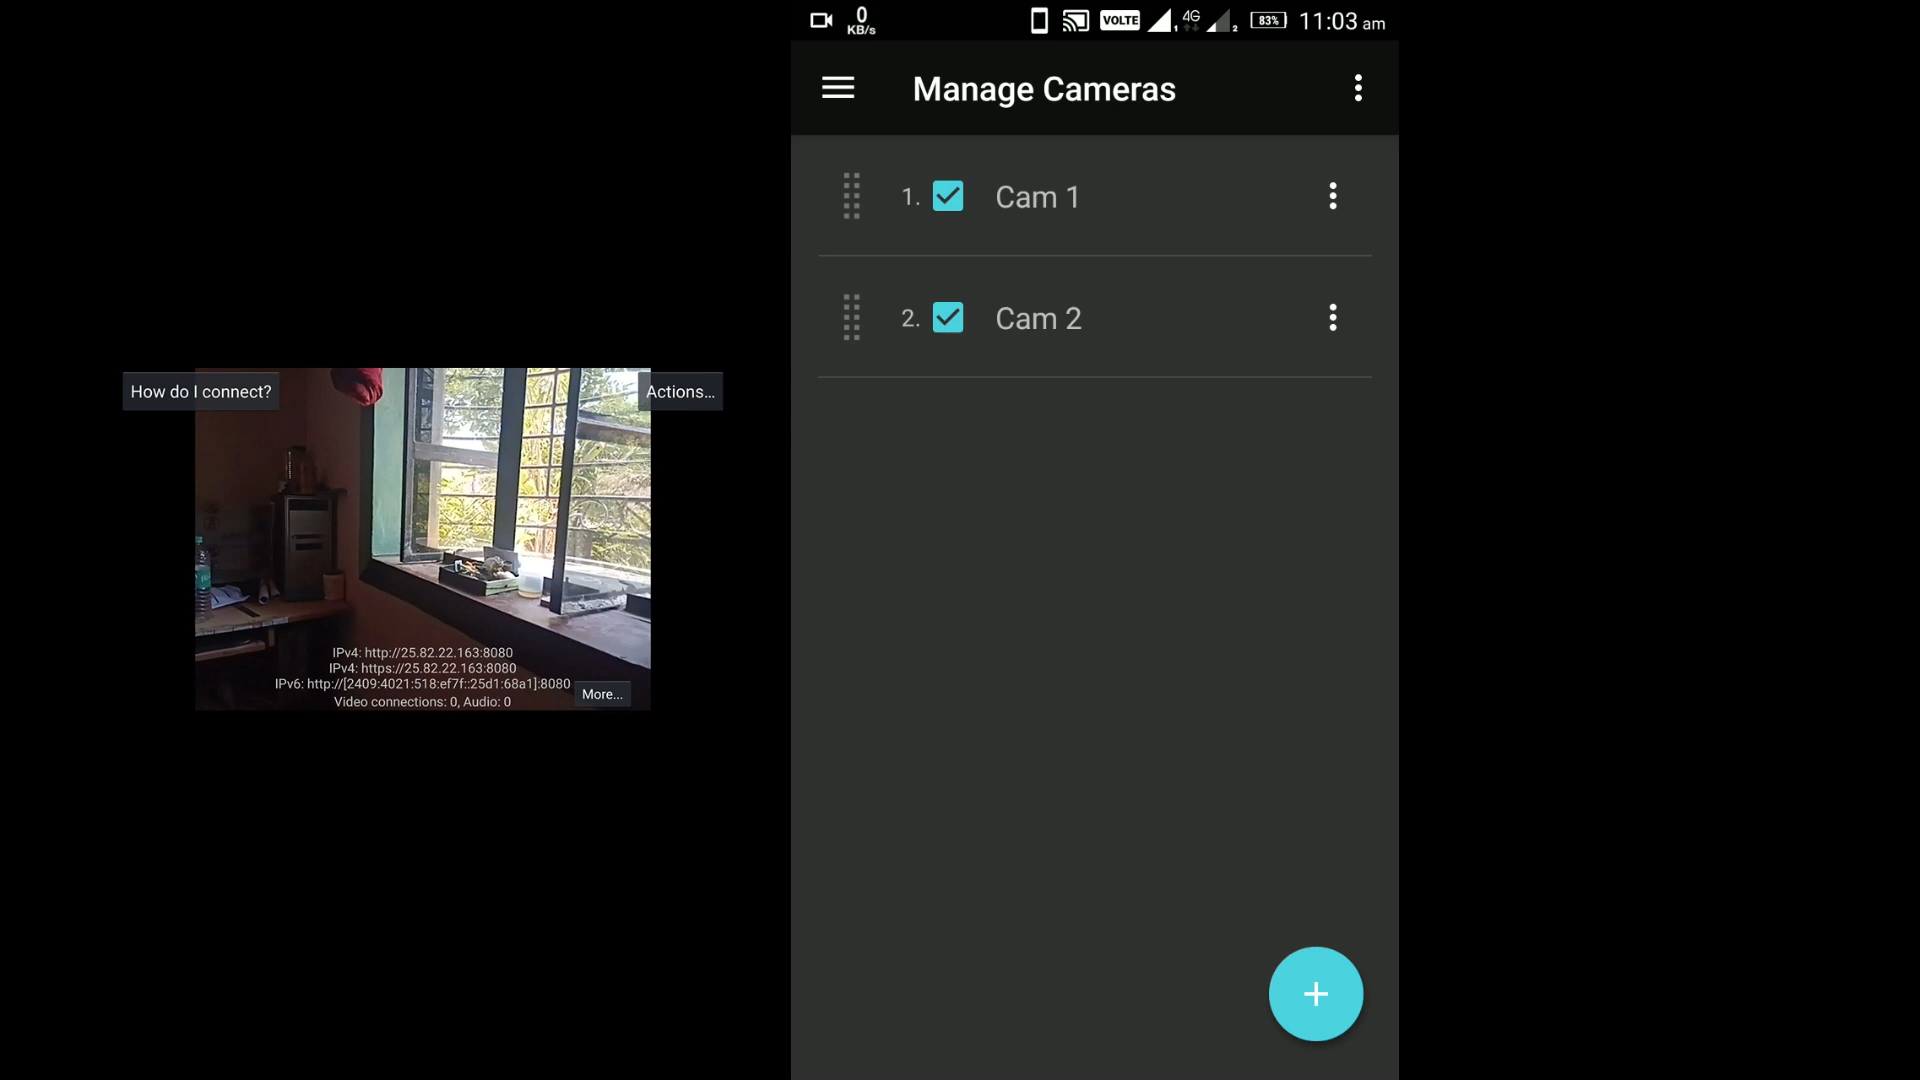 How do I connect?
Actions...
IPv4: http://25.82.22.163:8080
IPv4: https://25.82.22.163:8080
IPv6: http://[2409:4021:518:ef7f::25d1:68a1]:8080
Video connections: 0, Audio: 0
More...
0
KB/s
VOLTE
1
4G
2
83%
11:03 am
Manage Cameras
1. Cam 1
2. Cam 2